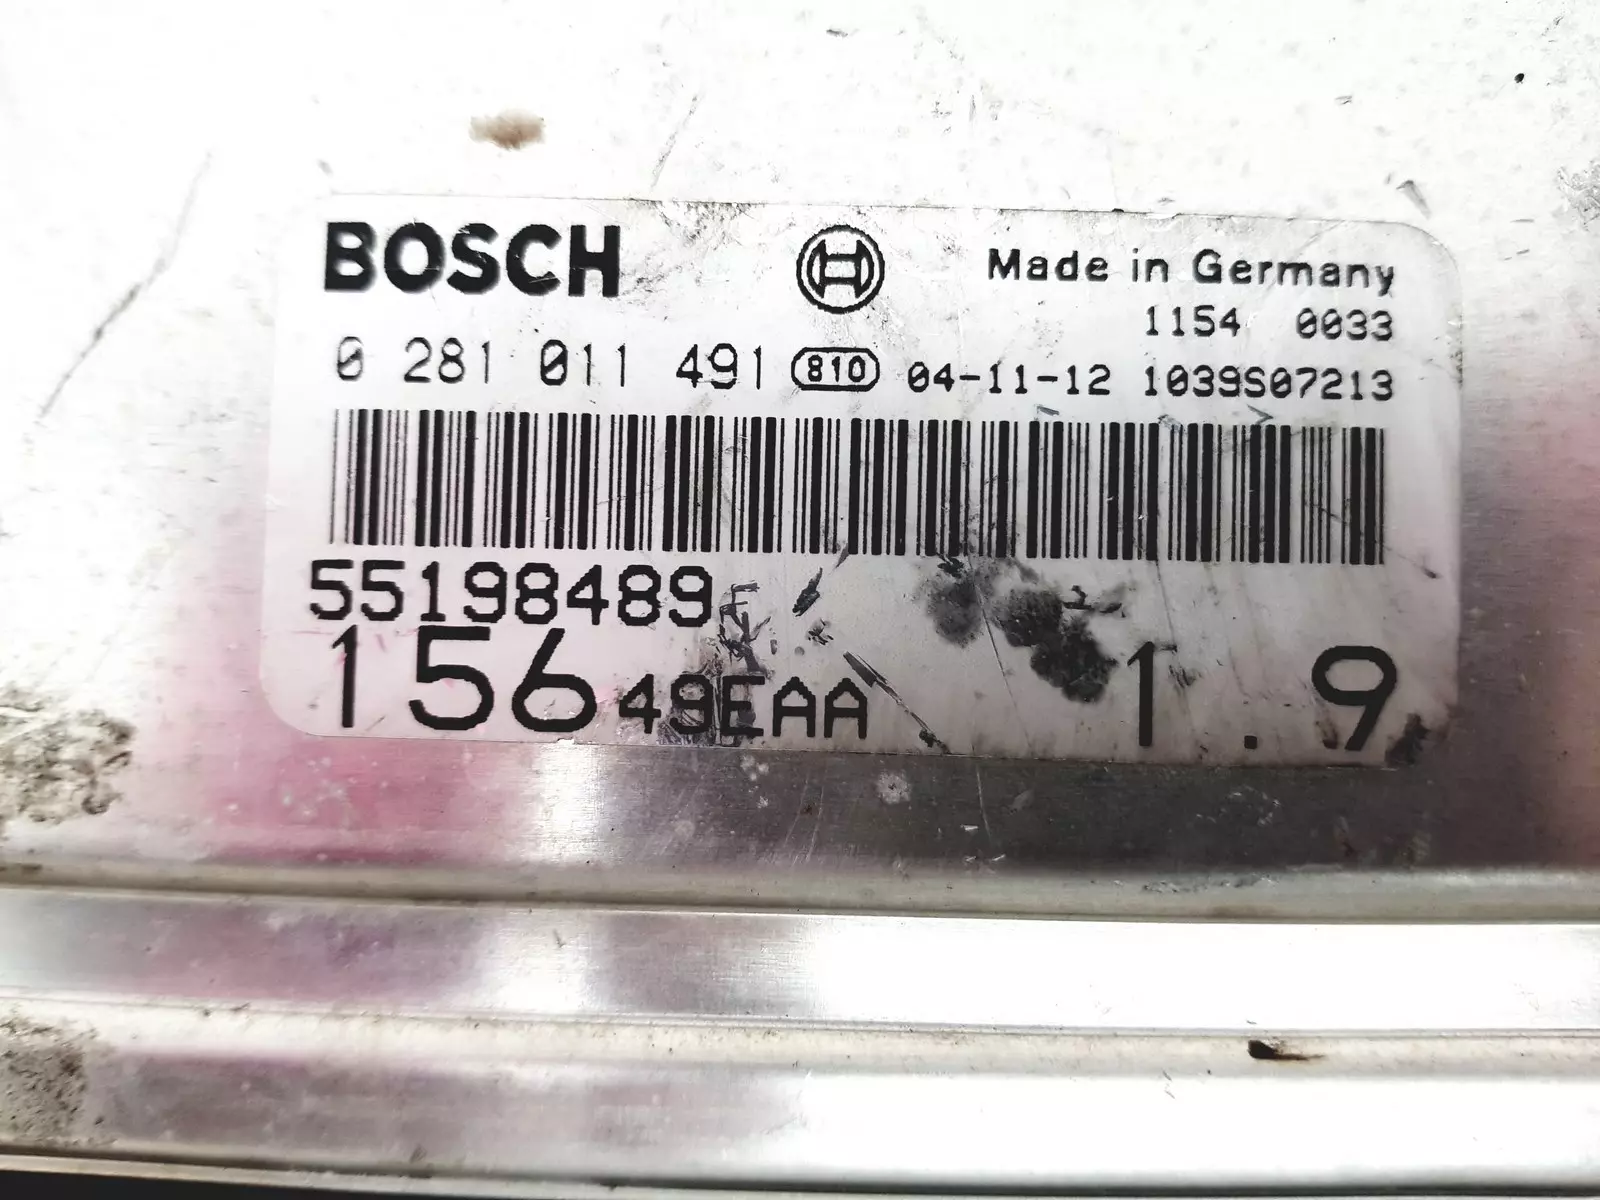 BOSCH Made in Germany
1154 0033
0 281 011 491 810 04-11-12 1039S07213
55198489
156 49EAA 1.9